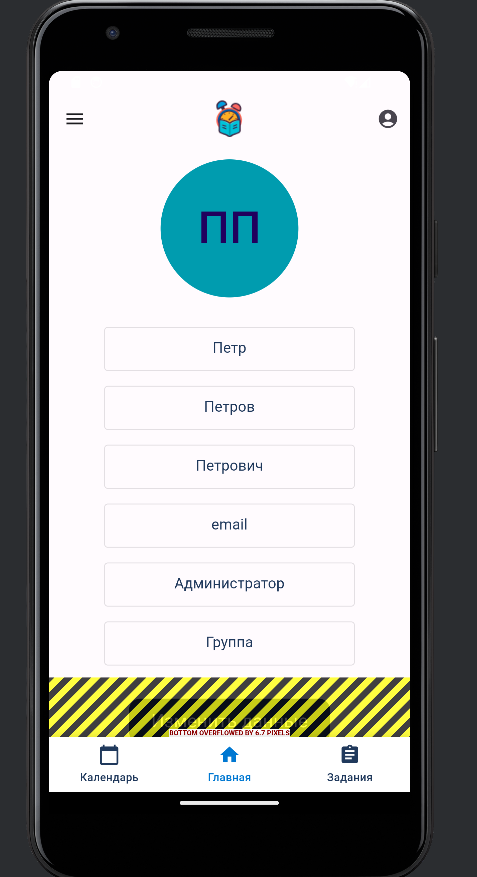 ПП
Петр
Петров
Петрович
email
Администратор
Группа
Изменить данные
BOTTOM OVERFLOWED BY 6.7 PIXELS
Календарь
Главная
Задания